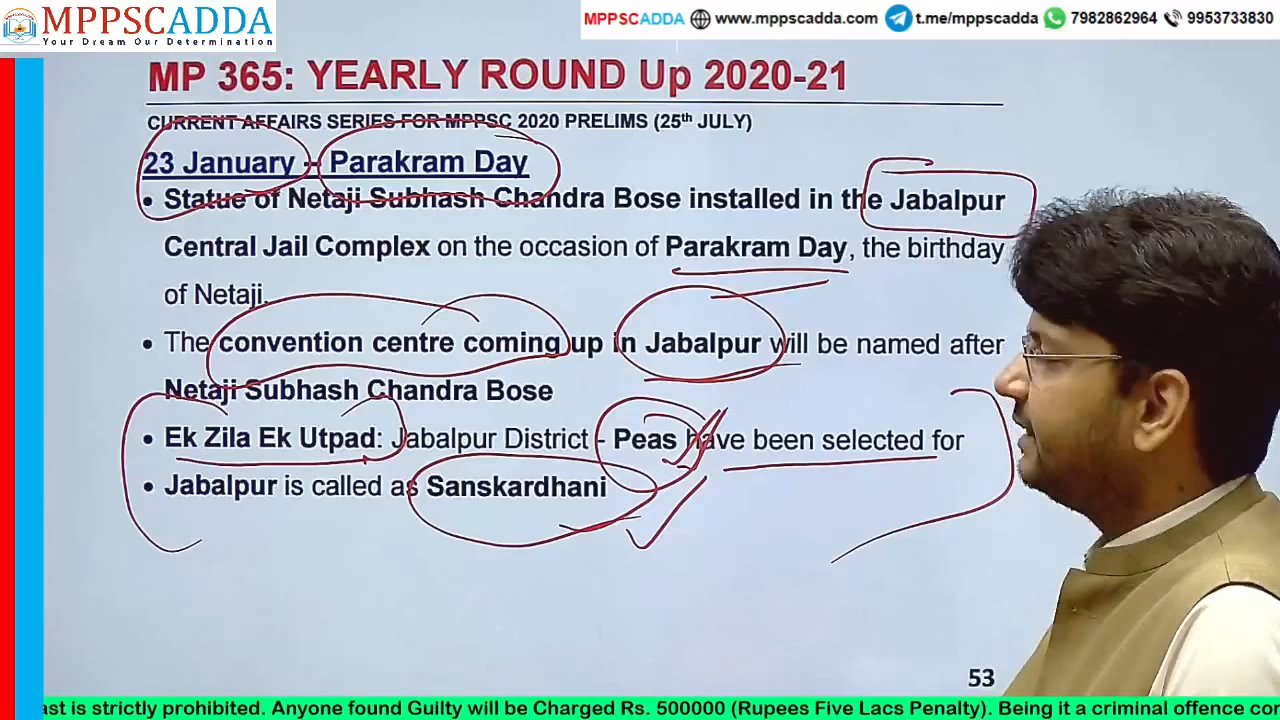 MPPSCADDA
Your Dream Our Determination
MPPSCADDA www.mppscadda.com t.me/mppscadda 7982862964 9953733830
MP 365: YEARLY ROUND Up 2020-21
CURRENT AFFAIRS SERIES FOR MPPSC 2020 PRELIMS (25th JULY)
23 January – Parakram Day
• Statue of Netaji Subhash Chandra Bose installed in the Jabalpur
Central Jail Complex on the occasion of Parakram Day, the birthday
of Netaji.
• The convention centre coming up in Jabalpur will be named after
Netaji Subhash Chandra Bose
• Ek Zila Ek Utpad: Jabalpur District - Peas have been selected for
• Jabalpur is called as Sanskardhani
53
ast is strictly prohibited. Anyone found Guilty will be Charged Rs. 500000 (Rupees Five Lacs Penalty). Being it a criminal offence con